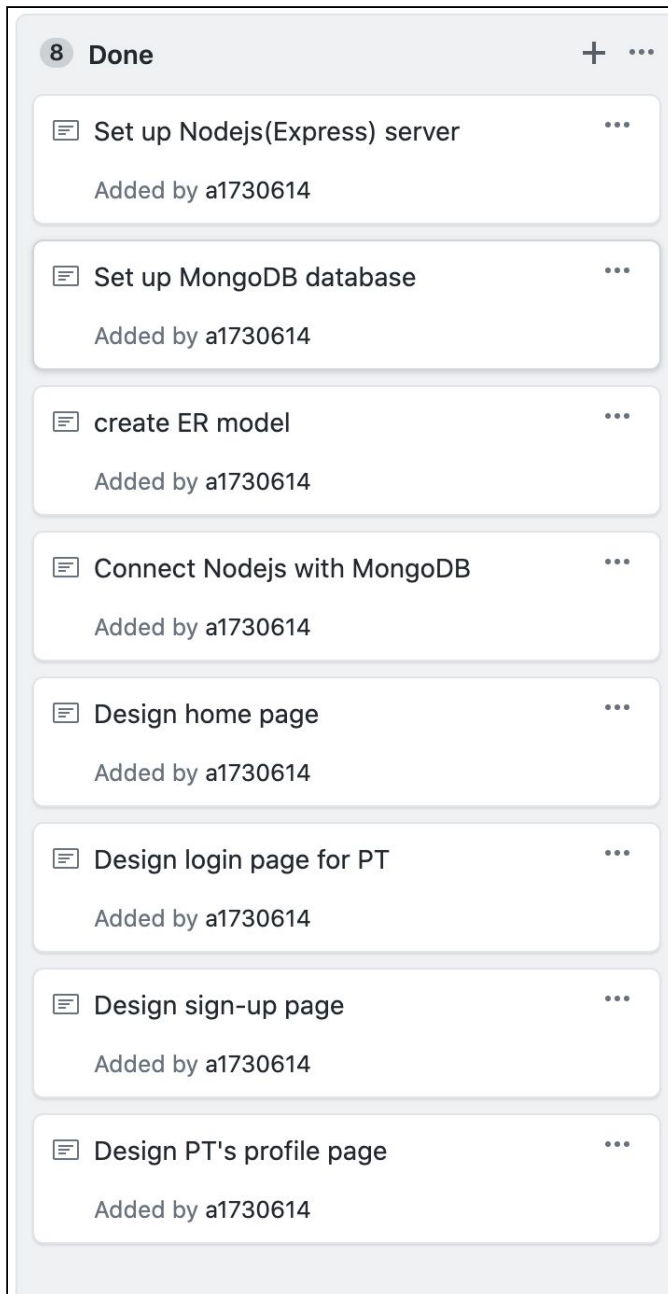 8 Done
Set up Nodejs(Express) server
Added by a1730614
Set up MongoDB database
Added by a1730614
create ER model
Added by a1730614
Connect Nodejs with MongoDB
Added by a1730614
Design home page
Added by a1730614
Design login page for PT
Added by a1730614
Design sign-up page
Added by a1730614
Design PT's profile page
Added by a1730614